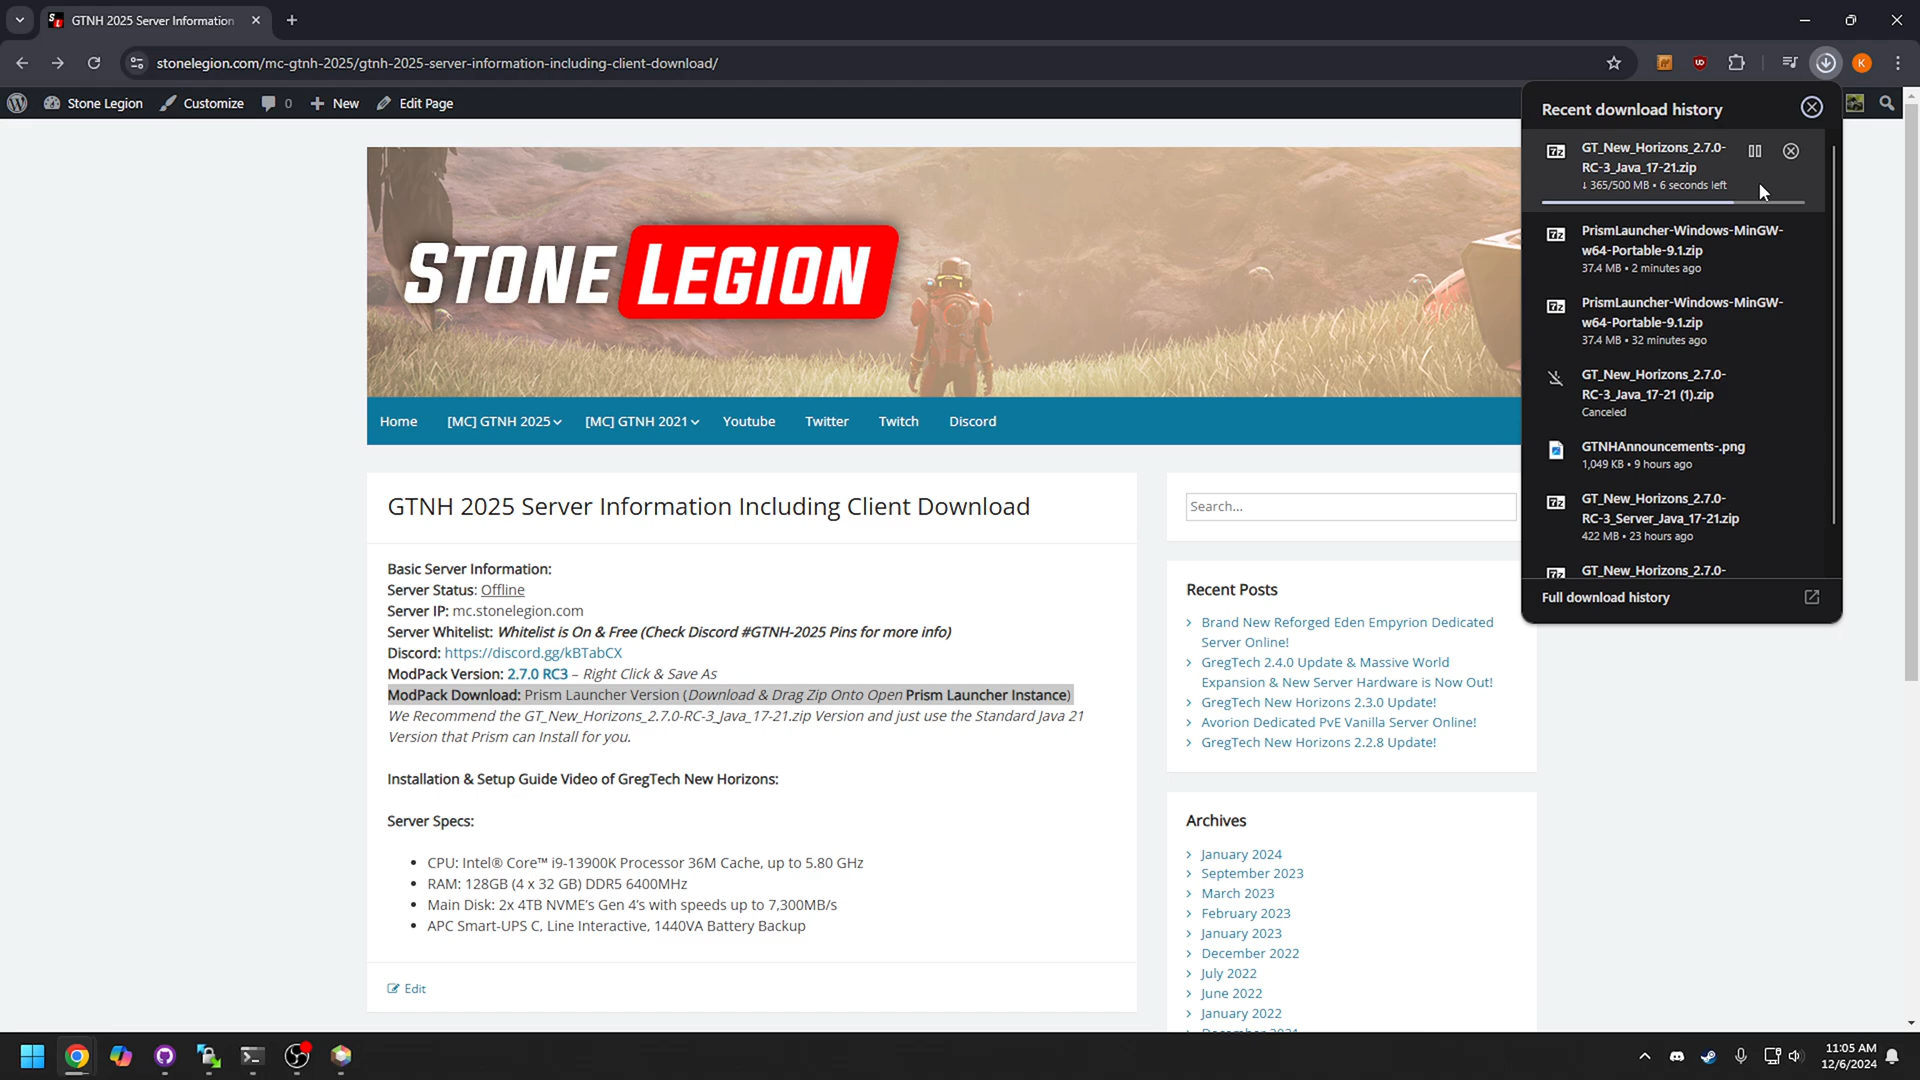 GTNH 2025 Server Information
stonelegion.com/mc-gtnh-2025/gtnh-2025-server-information-including-client-download/
K
Stone Legion
Customize
0
New
Edit Page
Recent download history
GT_New_Horizons_2.7.0-
RC-3_Java_17-21.zip
↓ 365/500 MB • 6 seconds left
PrismLauncher-Windows-MinGW-
w64-Portable-9.1.zip
37.4 MB • 2 minutes ago
PrismLauncher-Windows-MinGW-
w64-Portable-9.1.zip
37.4 MB • 32 minutes ago
GT_New_Horizons_2.7.0-
RC-3_Java_17-21 (1).zip
Canceled
GTNHAnnouncements-.png
1,049 KB • 9 hours ago
GT_New_Horizons_2.7.0-
RC-3_Server_Java_17-21.zip
422 MB • 23 hours ago
GT_New_Horizons_2.7.0-
Full download history
STONE LEGION
Home
[MC] GTNH 2025
[MC] GTNH 2021
Youtube
Twitter
Twitch
Discord
GTNH 2025 Server Information Including Client Download
Basic Server Information:
Server Status: Offline
Server IP: mc.stonelegion.com
Server Whitelist: Whitelist is On & Free (Check Discord #GTNH-2025 Pins for more info)
Discord: https://discord.gg/kBTabCX
ModPack Version: 2.7.0 RC3 – Right Click & Save As
ModPack Download: Prism Launcher Version (Download & Drag Zip Onto Open Prism Launcher Instance)
We Recommend the GT_New_Horizons_2.7.0-RC-3_Java_17-21.zip Version and just use the Standard Java 21
Version that Prism can Install for you.
Installation & Setup Guide Video of GregTech New Horizons:
Server Specs:
• CPU: Intel® Core™ i9-13900K Processor 36M Cache, up to 5.80 GHz
• RAM: 128GB (4 x 32 GB) DDR5 6400MHz
• Main Disk: 2x 4TB NVME's Gen 4's with speeds up to 7,300MB/s
• APC Smart-UPS C, Line Interactive, 1440VA Battery Backup
Edit
Search...
Recent Posts
Brand New Reforged Eden Empyrion Dedicated
Server Online!
GregTech 2.4.0 Update & Massive World
Expansion & New Server Hardware is Now Out!
GregTech New Horizons 2.3.0 Update!
Avorion Dedicated PvE Vanilla Server Online!
GregTech New Horizons 2.2.8 Update!
Archives
January 2024
September 2023
March 2023
February 2023
January 2023
December 2022
July 2022
June 2022
January 2022
December 2021
11:05 AM
12/6/2024